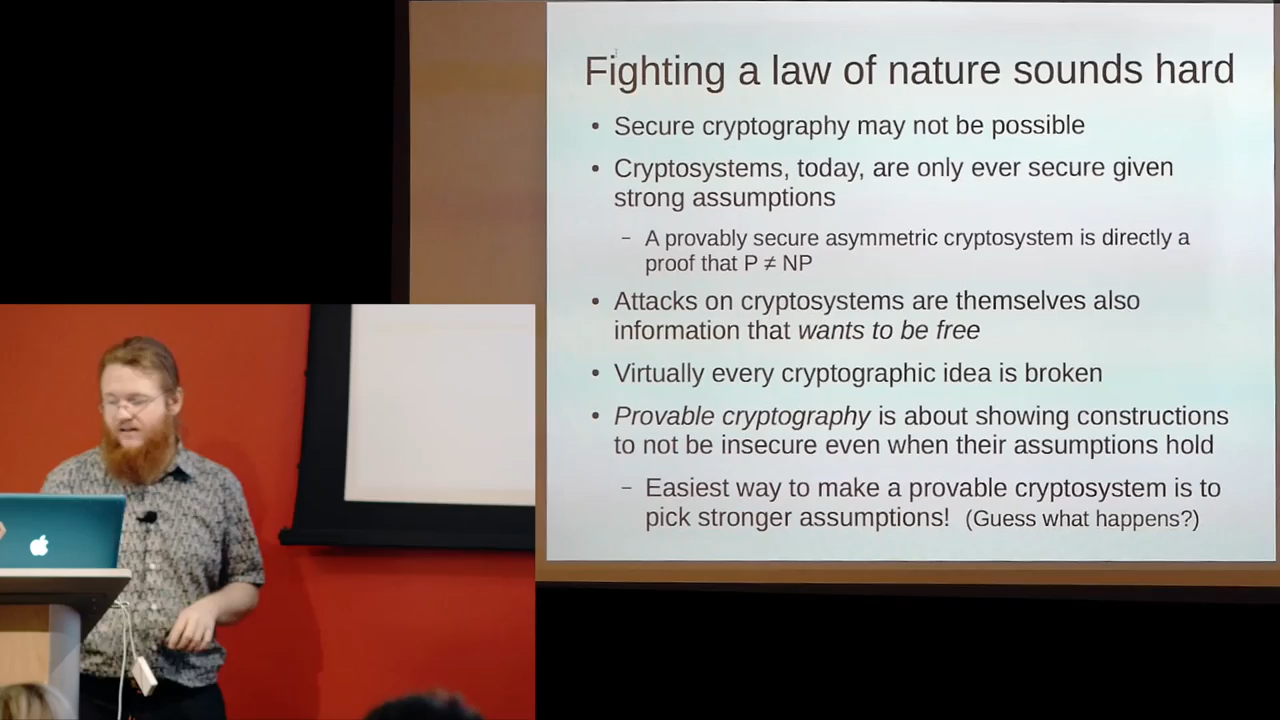 Fighting a law of nature sounds hard
• Secure cryptography may not be possible
• Cryptosystems, today, are only ever secure given
strong assumptions
– A provably secure asymmetric cryptosystem is directly a
proof that P ≠ NP
• Attacks on cryptosystems are themselves also
information that wants to be free
• Virtually every cryptographic idea is broken
• Provable cryptography is about showing constructions
to not be insecure even when their assumptions hold
– Easiest way to make a provable cryptosystem is to
pick stronger assumptions! (Guess what happens?)